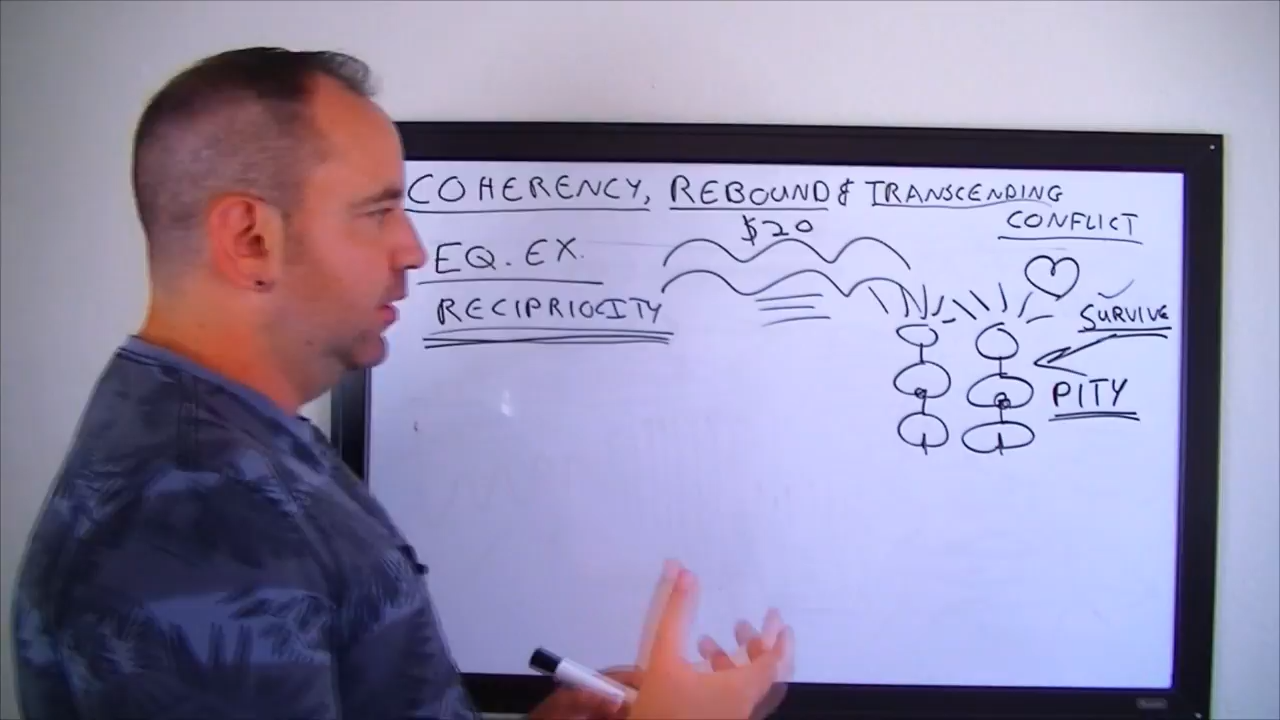 COHERENCY, REBOUND & TRANSCENDING
CONFLICT
$20
EQ. EX.
RECIPRIOCITY
SURVIVE
PITY